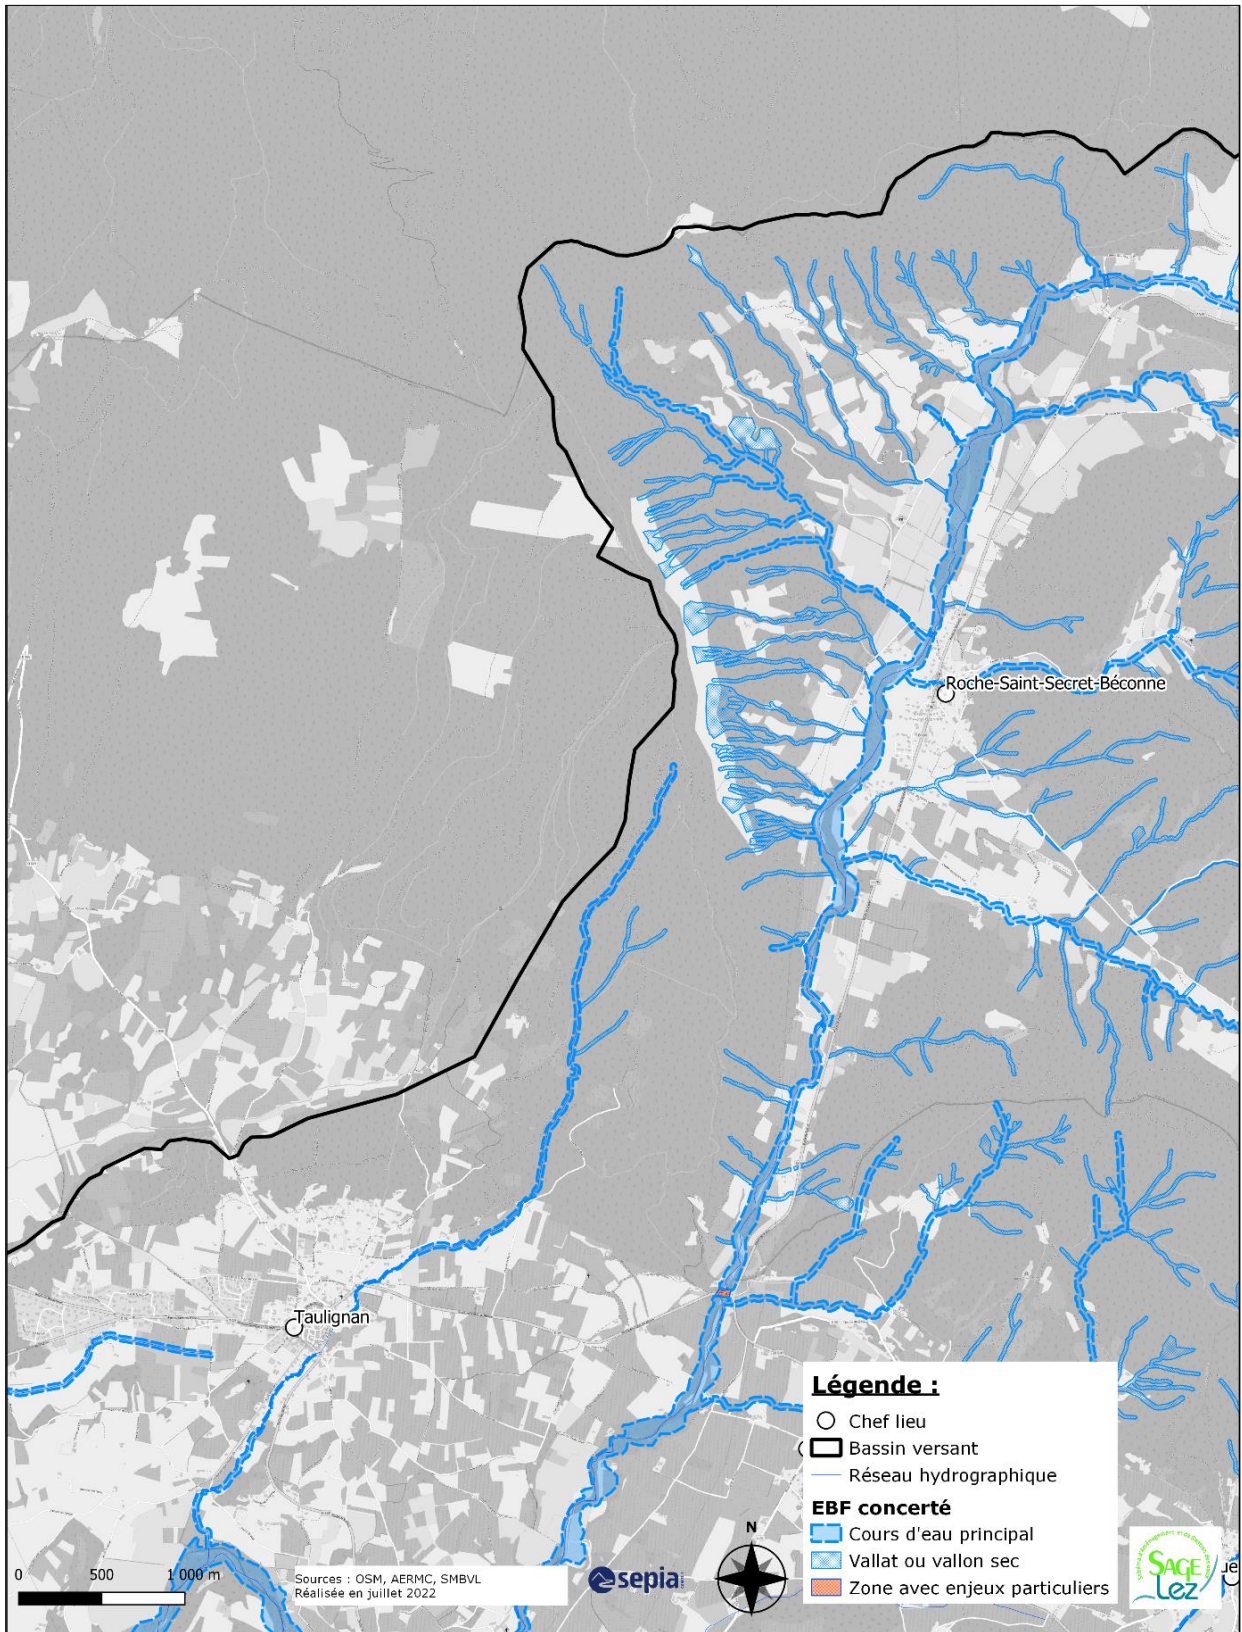 Roche-Saint-Secret-Béconne
Taulignan
Légende :
Chef lieu
Bassin versant
Réseau hydrographique
EBF concerté
Cours d'eau principal
Vallat ou vallon sec
Zone avec enjeux particuliers
N
0 500 1 000 m
Sources : OSM, AERMC, SMBVL
Réalisée en juillet 2022
sepia
SAGE
Lez